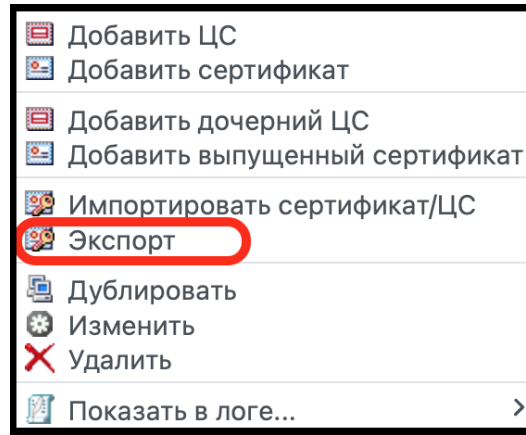 Добавить ЦС
Добавить сертификат
Добавить дочерний ЦС
Добавить выпущенный сертификат
Импортировать сертификат/ЦС
Экспорт
Дублировать
Изменить
Удалить
Показать в логе...